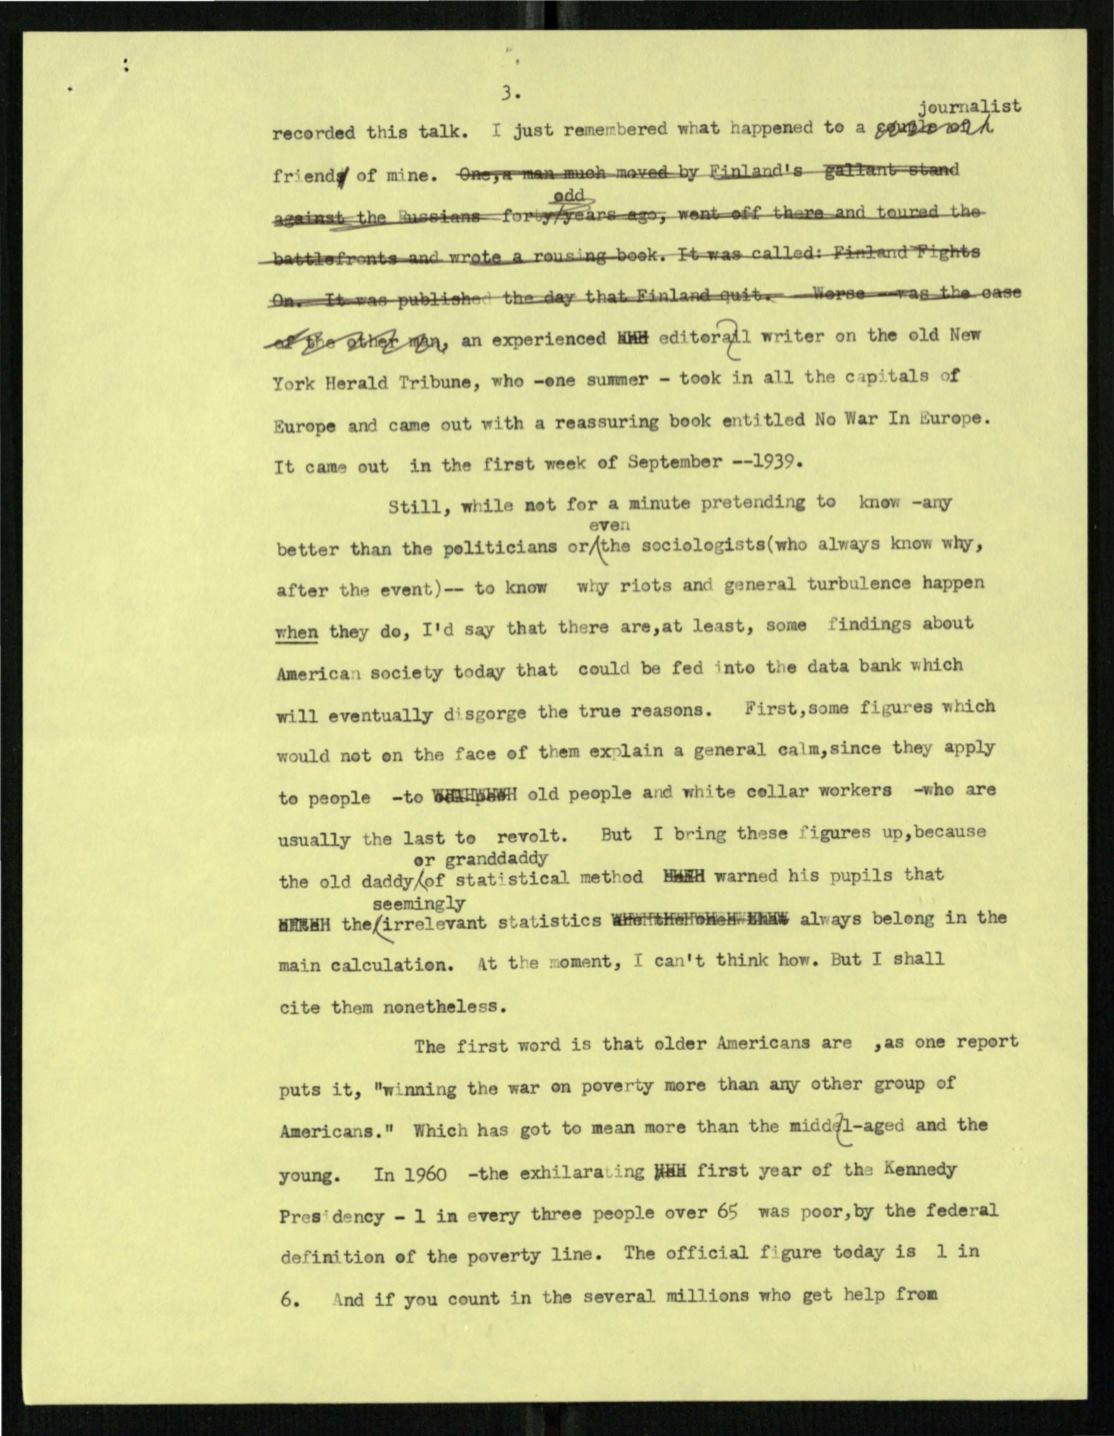 3.
journalist
recorded this talk. I just remembered what happened to a couple of
friends of mine. One,a man much moved by Finland's gallant stand
odd
against the Russians forty/years ago, went off there and toured the
battlefronts and wrote a rousing book. It was called: Finland Fights
On. It was published the day that Finland quit. Worse was the case
of the other man, an experienced editorail writer on the old New
York Herald Tribune, who -one summer - took in all the capitals of
Europe and came out with a reassuring book entitled No War In Europe.
It came out in the first week of September --1939.
Still, while not for a minute pretending to know -any
even
better than the politicians or/the sociologists(who always know why,
after the event)-- to know why riots and general turbulence happen
when they do, I'd say that there are,at least, some findings about
American society today that could be fed into the data bank which
will eventually disgorge the true reasons. First,some figures which
would not on the face of them explain a general calm,since they apply
to people -to old people and white collar workers -who are
usually the last to revolt. But I bring these figures up,because
or granddaddy
the old daddy/of statistical method warned his pupils that
seemingly
the/irrelevant statistics always belong in the
main calculation. At the moment, I can't think how. But I shall
cite them nonetheless.
The first word is that older Americans are ,as one report
puts it, "winning the war on poverty more than any other group of
Americans." Which has got to mean more than the middel-aged and the
young. In 1960 -the exhilarating first year of the Kennedy
Presidency - 1 in every three people over 65 was poor,by the federal
definition of the poverty line. The official figure today is 1 in
6. And if you count in the several millions who get help from